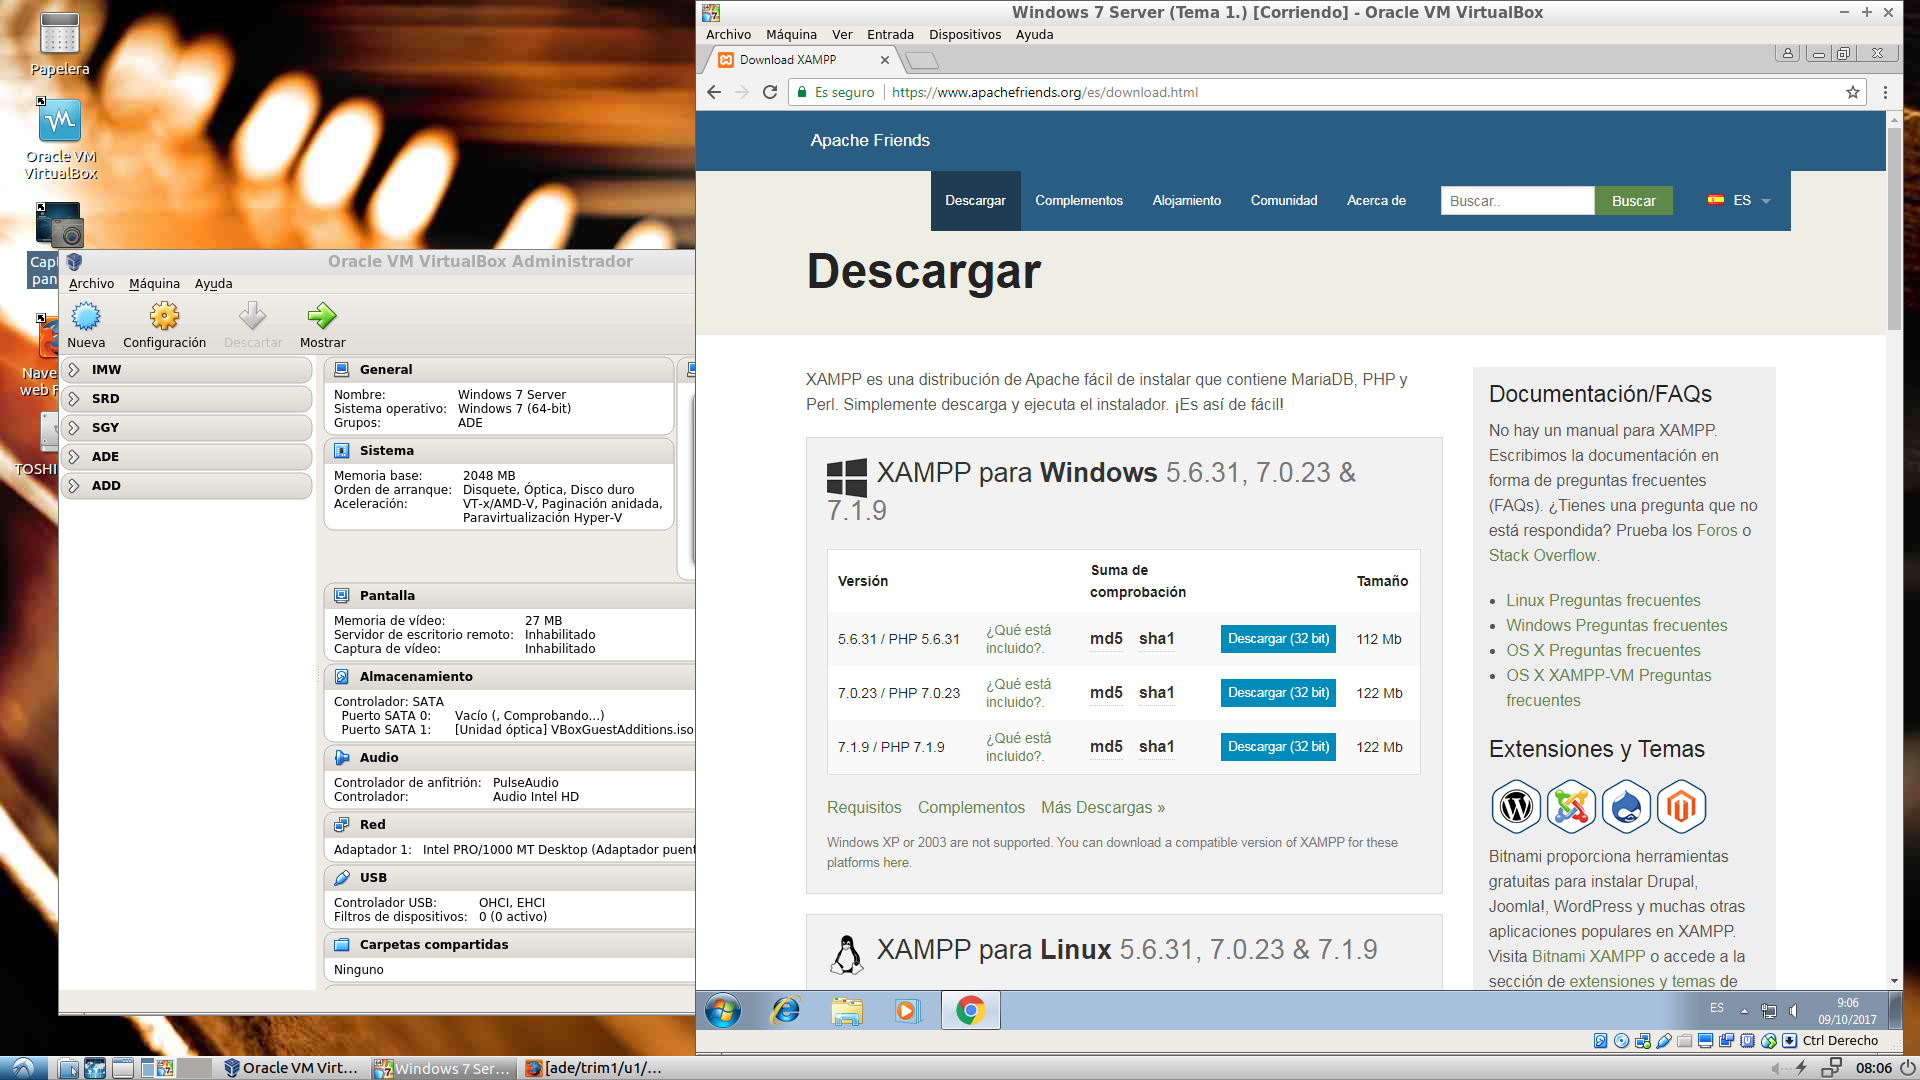 Papelera
Oracle VM
VirtualBox
Oracle VM VirtualBox Administrador
Archivo Máquina Ayuda
Nueva Configuración Descartar Mostrar
IMW
SRD
SGY
ADE
ADD
General
Nombre: Windows 7 Server
Sistema operativo: Windows 7 (64-bit)
Grupos: ADE
Sistema
Memoria base: 2048 MB
Orden de arranque: Disquete, Óptica, Disco duro
Aceleración: VT-x/AMD-V, Paginación anidada,
Paravirtualización Hyper-V
Pantalla
Memoria de vídeo: 27 MB
Servidor de escritorio remoto: Inhabilitado
Captura de vídeo: Inhabilitado
Almacenamiento
Controlador: SATA
Puerto SATA 0: Vacío (, Comprobando...)
Puerto SATA 1: [Unidad óptica] VBoxGuestAdditions.iso
Audio
Controlador de anfitrión: PulseAudio
Controlador: Audio Intel HD
Red
Adaptador 1: Intel PRO/1000 MT Desktop (Adaptador puent
USB
Controlador USB: OHCI, EHCI
Filtros de dispositivos: 0 (0 activo)
Carpetas compartidas
Ninguno
Windows 7 Server (Tema 1.) [Corriendo] - Oracle VM VirtualBox
Archivo Máquina Ver Entrada Dispositivos Ayuda
Download XAMPP
Es seguro https://www.apachefriends.org/es/download.html
Apache Friends
Descargar Complementos Alojamiento Comunidad Acerca de Buscar.. Buscar ES
Descargar
XAMPP es una distribución de Apache fácil de instalar que contiene MariaDB, PHP y
Perl. Simplemente descarga y ejecuta el instalador. ¡Es así de fácil!
XAMPP para Windows 5.6.31, 7.0.23 &
7.1.9
Versión Suma de comprobación Tamaño
5.6.31 / PHP 5.6.31 ¿Qué está incluido?. md5 sha1 Descargar (32 bit) 112 Mb
7.0.23 / PHP 7.0.23 ¿Qué está incluido?. md5 sha1 Descargar (32 bit) 122 Mb
7.1.9 / PHP 7.1.9 ¿Qué está incluido?. md5 sha1 Descargar (32 bit) 122 Mb
Requisitos Complementos Más Descargas »
Windows XP or 2003 are not supported. You can download a compatible version of XAMPP for these
platforms here.
XAMPP para Linux 5.6.31, 7.0.23 & 7.1.9
Documentación/FAQs
No hay un manual para XAMPP.
Escribimos la documentación en
forma de preguntas frecuentes
(FAQs). ¿Tienes una pregunta que no
está respondida? Prueba los Foros o
Stack Overflow.
Linux Preguntas frecuentes
Windows Preguntas frecuentes
OS X Preguntas frecuentes
OS X XAMPP-VM Preguntas
frecuentes
Extensiones y Temas
Bitnami proporciona herramientas
gratuitas para instalar Drupal,
Joomla!, WordPress y muchas otras
aplicaciones populares en XAMPP.
Visita Bitnami XAMPP o accede a la
sección de extensiones y temas de
ES 9:06
09/10/2017
Ctrl Derecho
Oracle VM Virt... Windows 7 Ser... [ade/trim1/u1/... 08:06